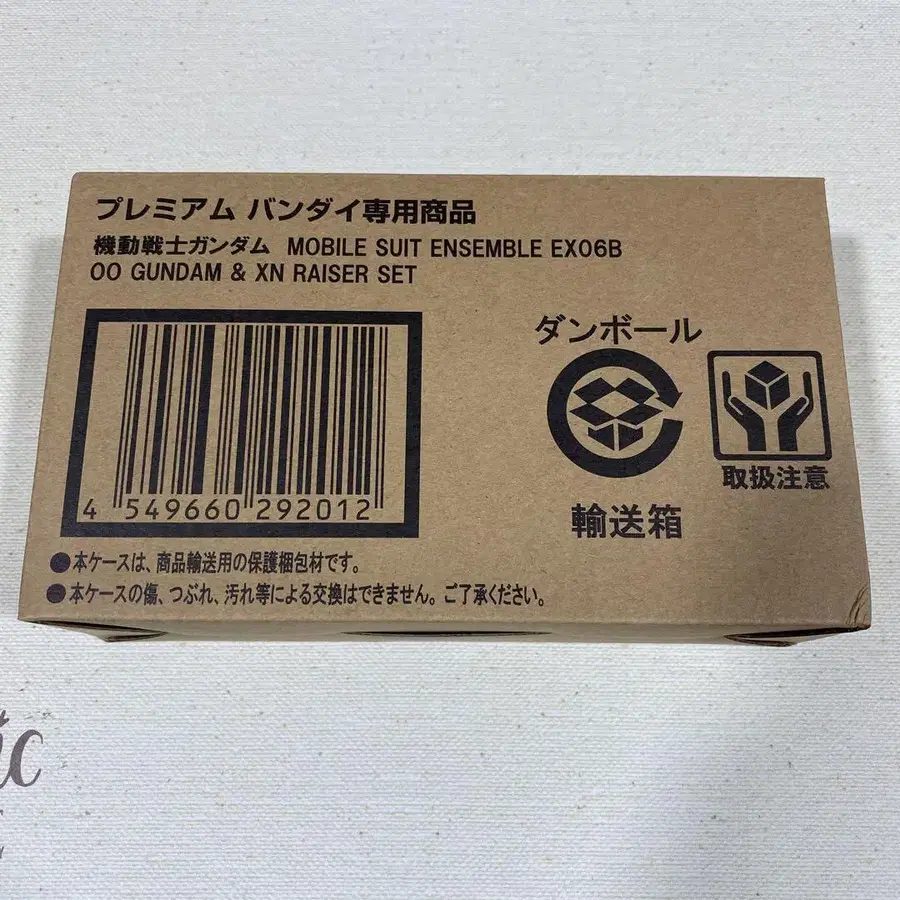 プレミアム バンダイ専用商品
機動戦士ガンダム MOBILE SUIT ENSEMBLE EX06B
OO GUNDAM & XN RAISER SET
ダンボール
取扱注意
輸送箱
4 549660 292012
●本ケースは、商品輸送用の保護梱包材です。
●本ケースの傷、つぶれ、汚れ等による交換はできません。ご了承ください。